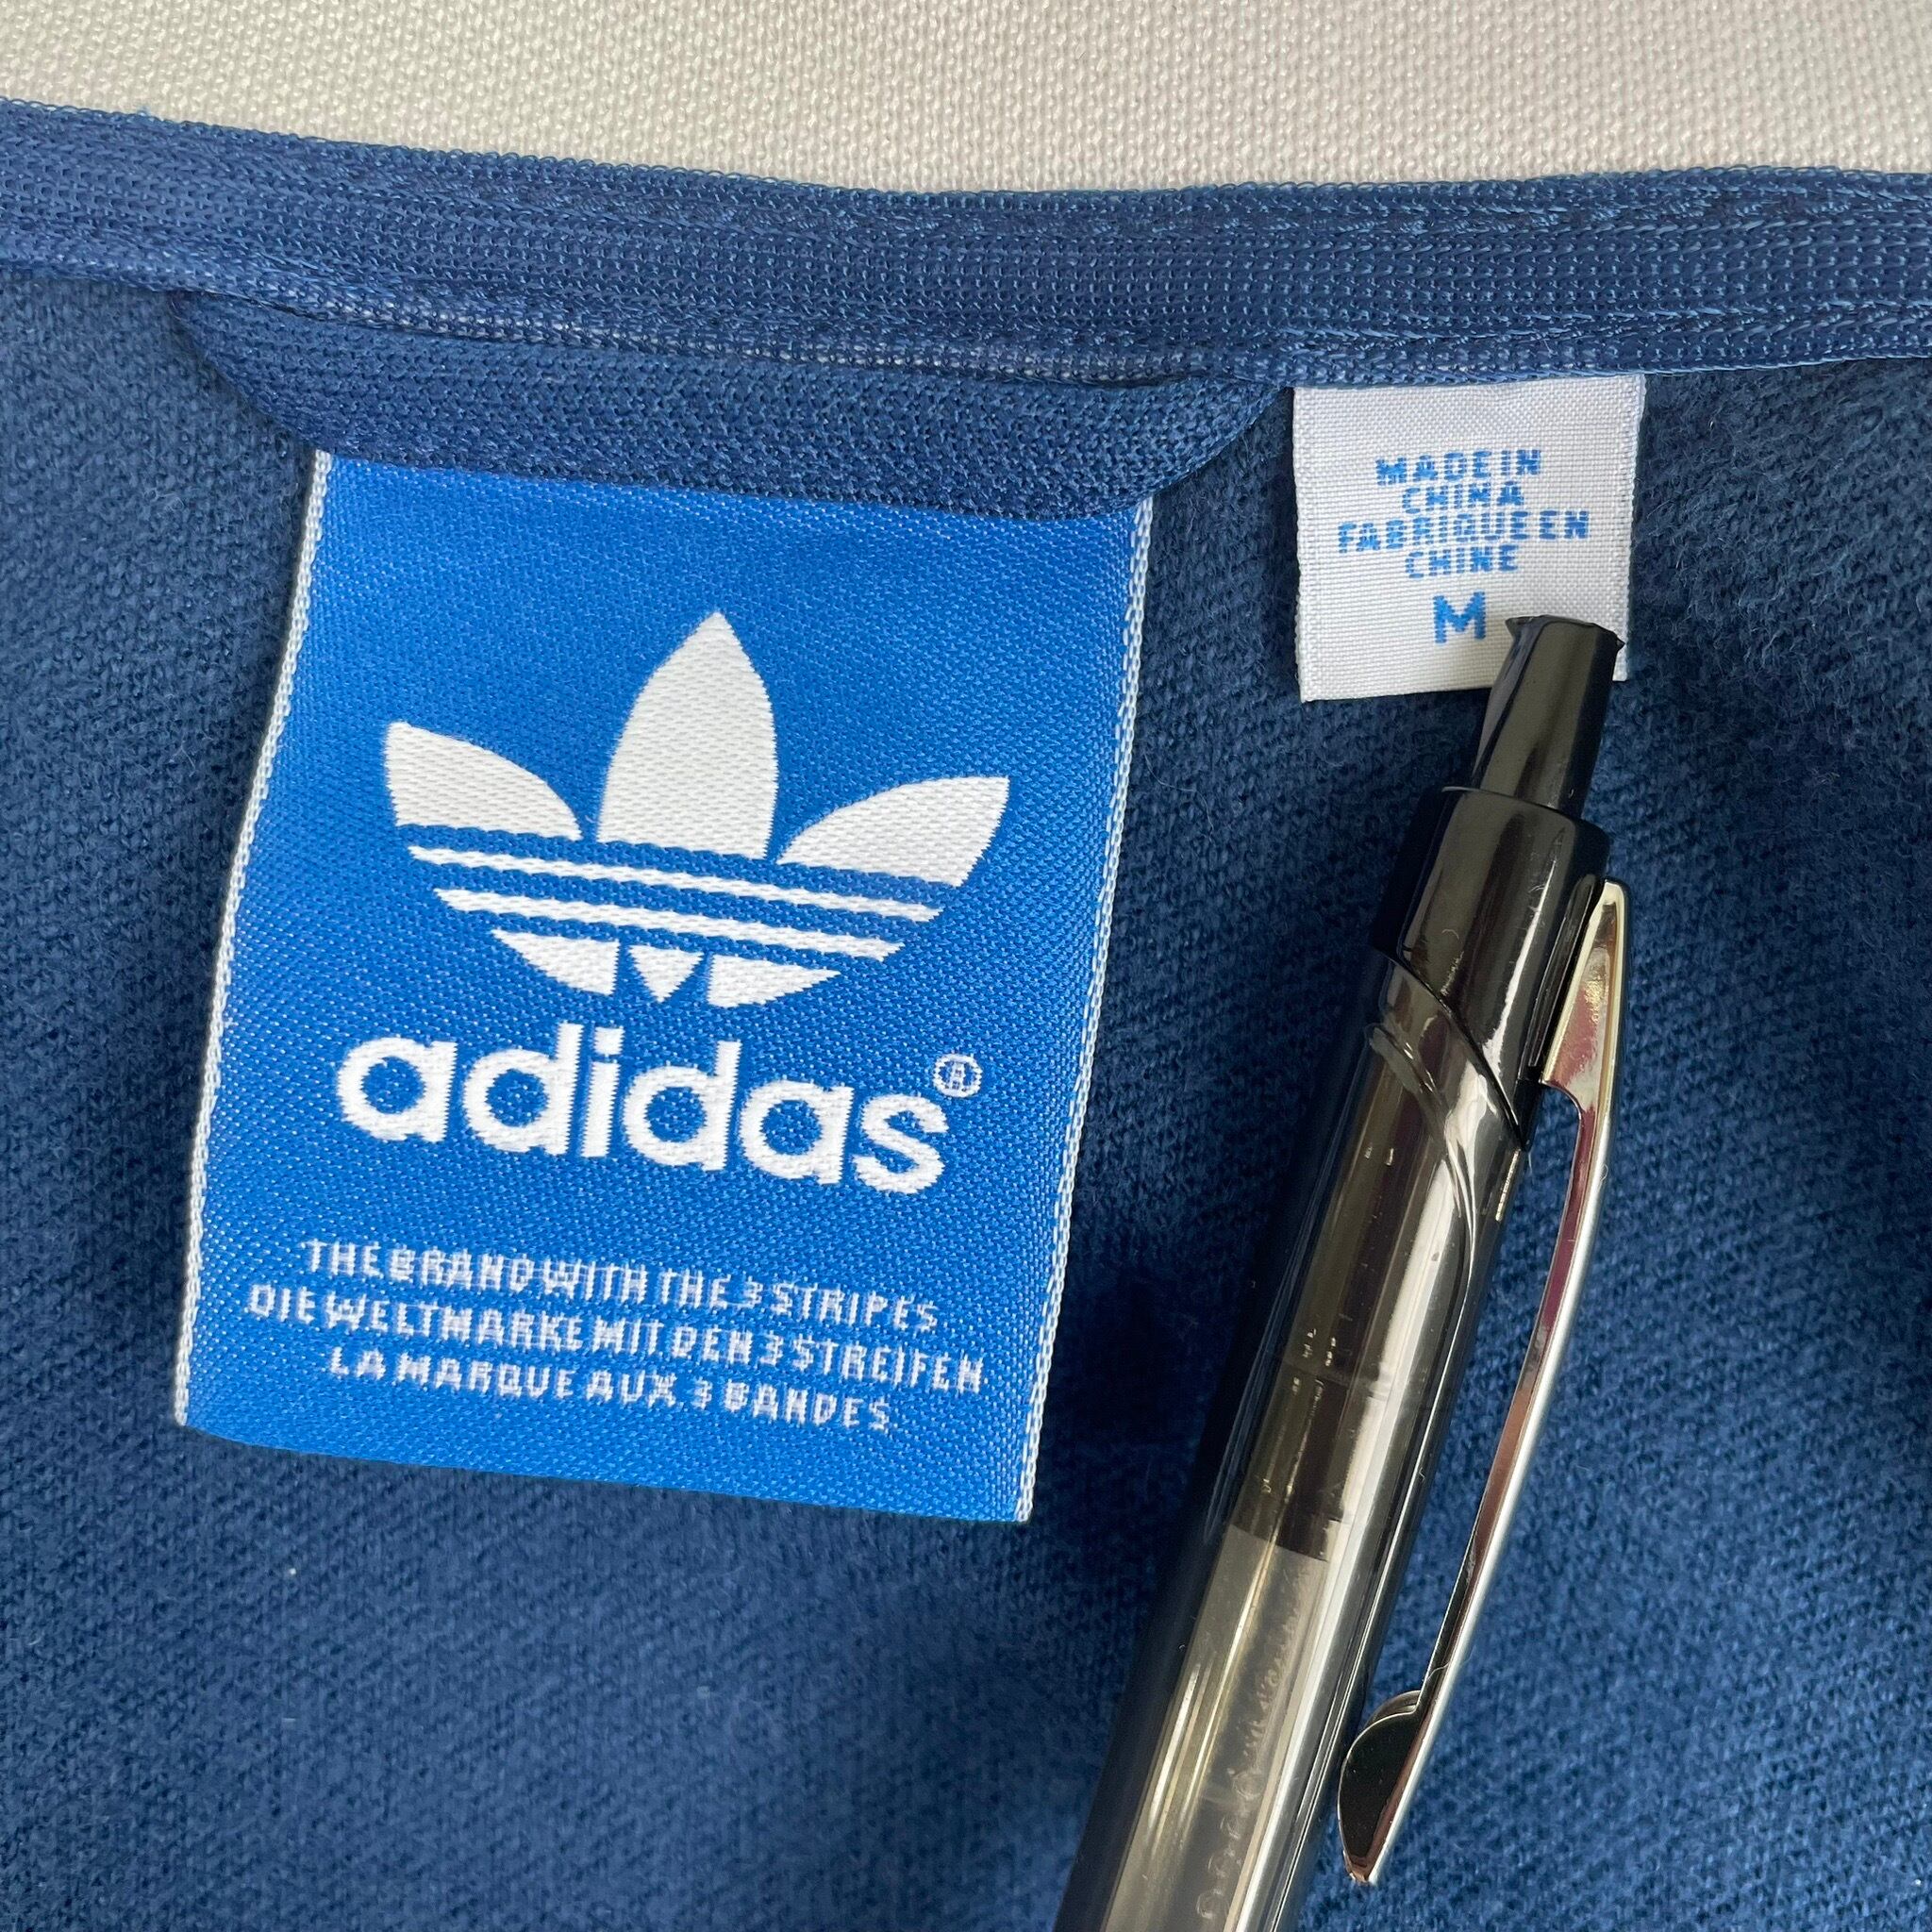 adidas®
THE BRAND WITH THE 3 STRIPES
DIE WELTMARKE MIT DEN 3 STREIFEN
LA MARQUE AUX 3 BANDES
MADE IN
CHINA
FABRIQUE EN
CHINE
M